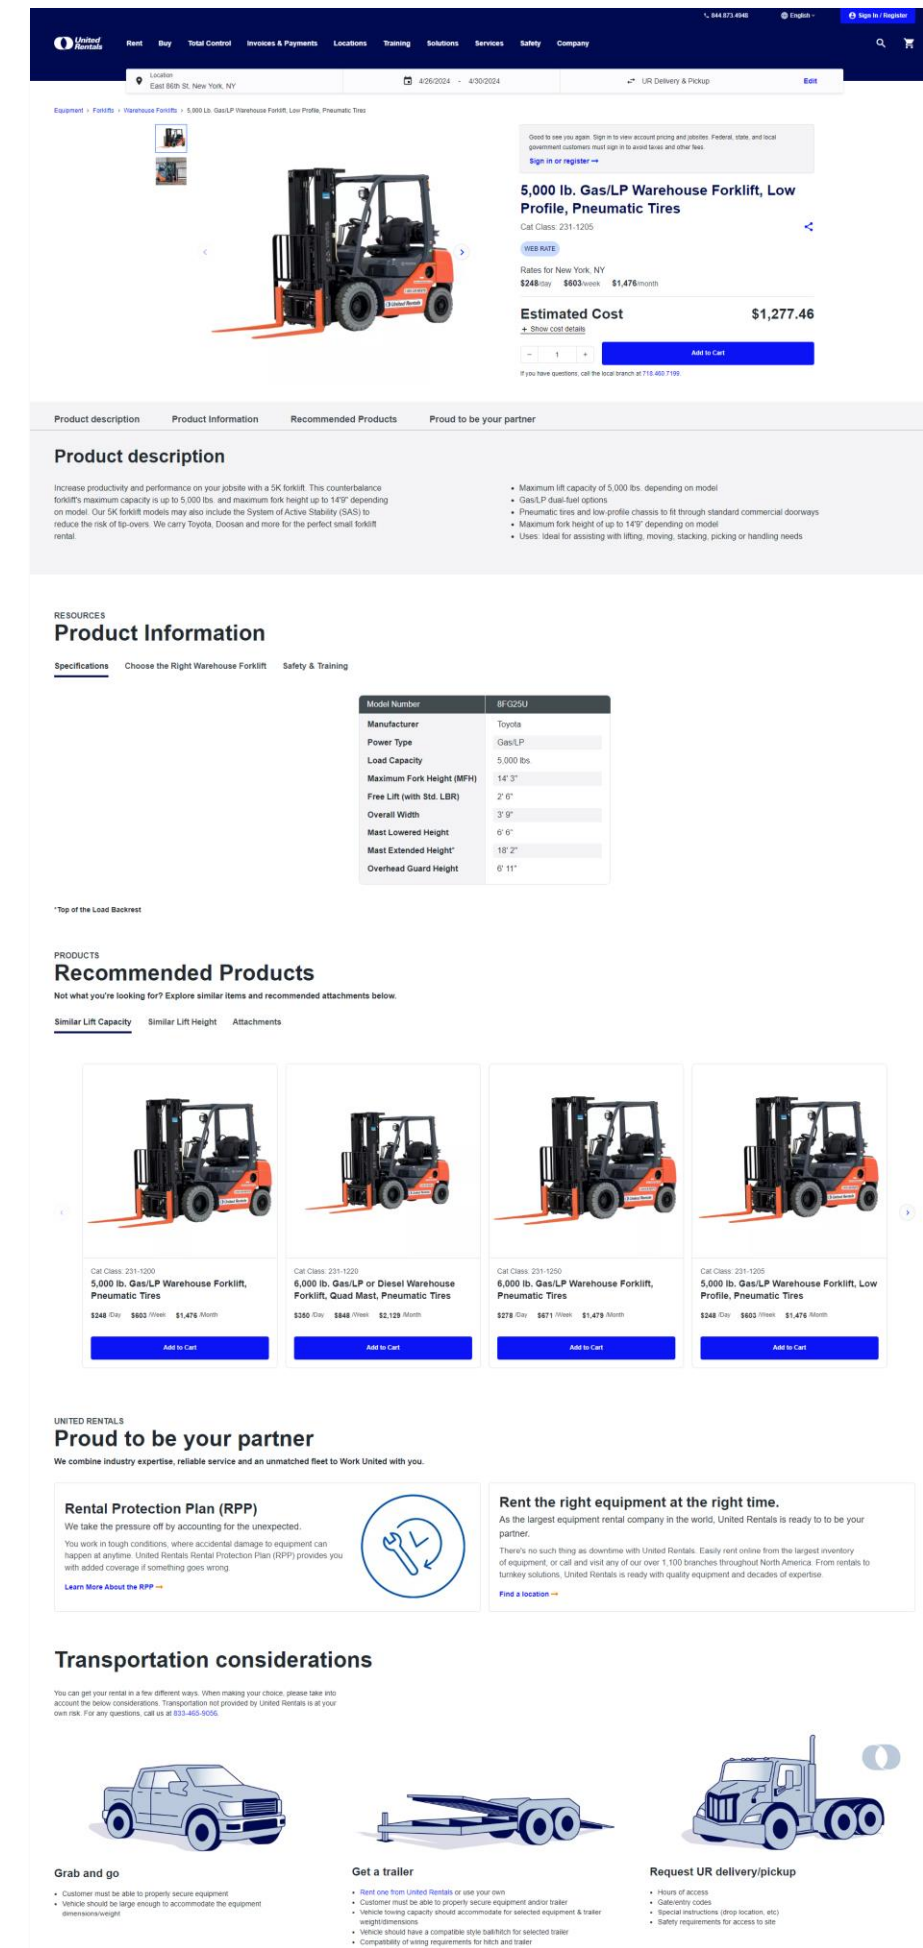 844.873.4948 English Sign In / Register
United Rentals Rent Buy Total Control Invoices & Payments Locations Training Solutions Services Safety Company
Location
East 86th St, New York, NY 4/26/2024 - 4/30/2024 UR Delivery & Pickup Edit
Equipment > Forklifts > Warehouse Forklifts > 5,000 Lb. Gas/LP Warehouse Forklift, Low Profile, Pneumatic Tires
Good to see you again. Sign in to view account pricing and jobsites. Federal, state, and local
government customers must sign in to avoid taxes and other fees.
Sign in or register →
5,000 lb. Gas/LP Warehouse Forklift, Low
Profile, Pneumatic Tires
Cat Class: 231-1205
WEB RATE
Rates for New York, NY
$248/day $603/week $1,476/month
Estimated Cost $1,277.46
+ Show cost details
- 1 + Add to Cart
If you have questions, call the local branch at 718.460.7199.
Product description Product Information Recommended Products Proud to be your partner
Product description
Increase productivity and performance on your jobsite with a 5K forklift. This counterbalance
forklift's maximum capacity is up to 5,000 lbs. and maximum fork height up to 14'9" depending
on model. Our 5K forklift models may also include the System of Active Stability (SAS) to
reduce the risk of tip-overs. We carry Toyota, Doosan and more for the perfect small forklift
rental.
• Maximum lift capacity of 5,000 lbs. depending on model
• Gas/LP dual-fuel options
• Pneumatic tires and low-profile chassis to fit through standard commercial doorways
• Maximum fork height of up to 14'9" depending on model
• Uses: Ideal for assisting with lifting, moving, stacking, picking or handling needs
RESOURCES
Product Information
Specifications Choose the Right Warehouse Forklift Safety & Training
Model Number 8FG25U
Manufacturer Toyota
Power Type Gas/LP
Load Capacity 5,000 lbs.
Maximum Fork Height (MFH) 14' 3"
Free Lift (with Std. LBR) 2' 6"
Overall Width 3' 9"
Mast Lowered Height 6' 6"
Mast Extended Height* 18' 2"
Overhead Guard Height 6' 11"
*Top of the Load Backrest
PRODUCTS
Recommended Products
Not what you're looking for? Explore similar items and recommended attachments below.
Similar Lift Capacity Similar Lift Height Attachments
Cat Class: 231-1200
5,000 lb. Gas/LP Warehouse Forklift,
Pneumatic Tires
$248 /Day $603 /Week $1,476 /Month
Add to Cart
Cat Class: 231-1220
6,000 lb. Gas/LP or Diesel Warehouse
Forklift, Quad Mast, Pneumatic Tires
$350 /Day $848 /Week $2,129 /Month
Add to Cart
Cat Class: 231-1250
6,000 lb. Gas/LP Warehouse Forklift,
Pneumatic Tires
$278 /Day $671 /Week $1,479 /Month
Add to Cart
Cat Class: 231-1205
5,000 lb. Gas/LP Warehouse Forklift, Low
Profile, Pneumatic Tires
$248 /Day $603 /Week $1,476 /Month
Add to Cart
UNITED RENTALS
Proud to be your partner
We combine industry expertise, reliable service and an unmatched fleet to Work United with you.
Rental Protection Plan (RPP)
We take the pressure off by accounting for the unexpected.
You work in tough conditions, where accidental damage to equipment can
happen at anytime. United Rentals Rental Protection Plan (RPP) provides you
with added coverage if something goes wrong.
Learn More About the RPP →
Rent the right equipment at the right time.
As the largest equipment rental company in the world, United Rentals is ready to to be your
partner.
There's no such thing as downtime with United Rentals. Easily rent online from the largest inventory
of equipment, or call and visit any of our over 1,100 branches throughout North America. From rentals to
turnkey solutions, United Rentals is ready with quality equipment and decades of expertise.
Find a location →
Transportation considerations
You can get your rental in a few different ways. When making your choice, please take into
account the below considerations. Transportation not provided by United Rentals is at your
own risk. For any questions, call us at 833-465-9056.
Grab and go
• Customer must be able to properly secure equipment
• Vehicle should be large enough to accommodate the equipment
dimensions/weight
Get a trailer
• Rent one from United Rentals or use your own
• Customer must be able to properly secure equipment and/or trailer
• Vehicle towing capacity should accommodate for selected equipment & trailer
weight/dimensions
• Vehicle should have a compatible style ball/hitch for selected trailer
• Compatibility of wiring requirements for hitch and trailer
Request UR delivery/pickup
• Hours of access
• Gate/entry codes
• Special instructions (drop location, etc)
• Safety requirements for access to site